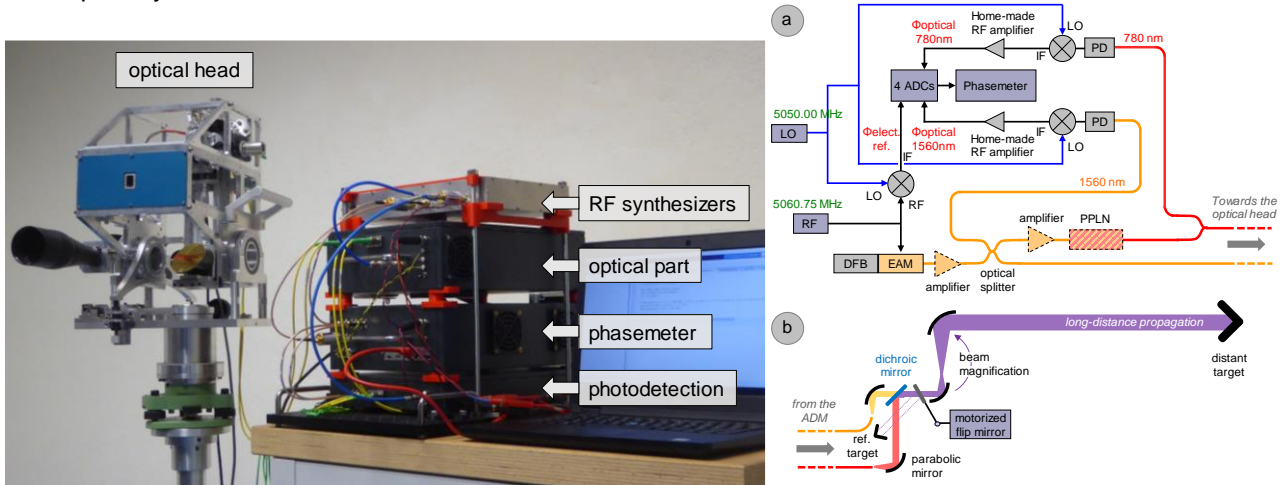 optical head
RF synthesizers
optical part
phasemeter
photodetection
a
Φoptical
780nm
Home-made
RF amplifier
LO
IF
PD
780 nm
4 ADCs
Phasemeter
5050.00 MHz
LO
Φelect.
ref.
IF
Φoptical
1560nm
Home-made
RF amplifier
IF
LO
PD
1560 nm
LO
RF
5060.75 MHz
RF
DFB
EAM
amplifier
optical
splitter
amplifier
PPLN
Towards the
optical head
b
long-distance propagation
dichroic
mirror
beam
magnification
distant
target
from the
ADM
ref.
target
motorized
flip mirror
parabolic
mirror